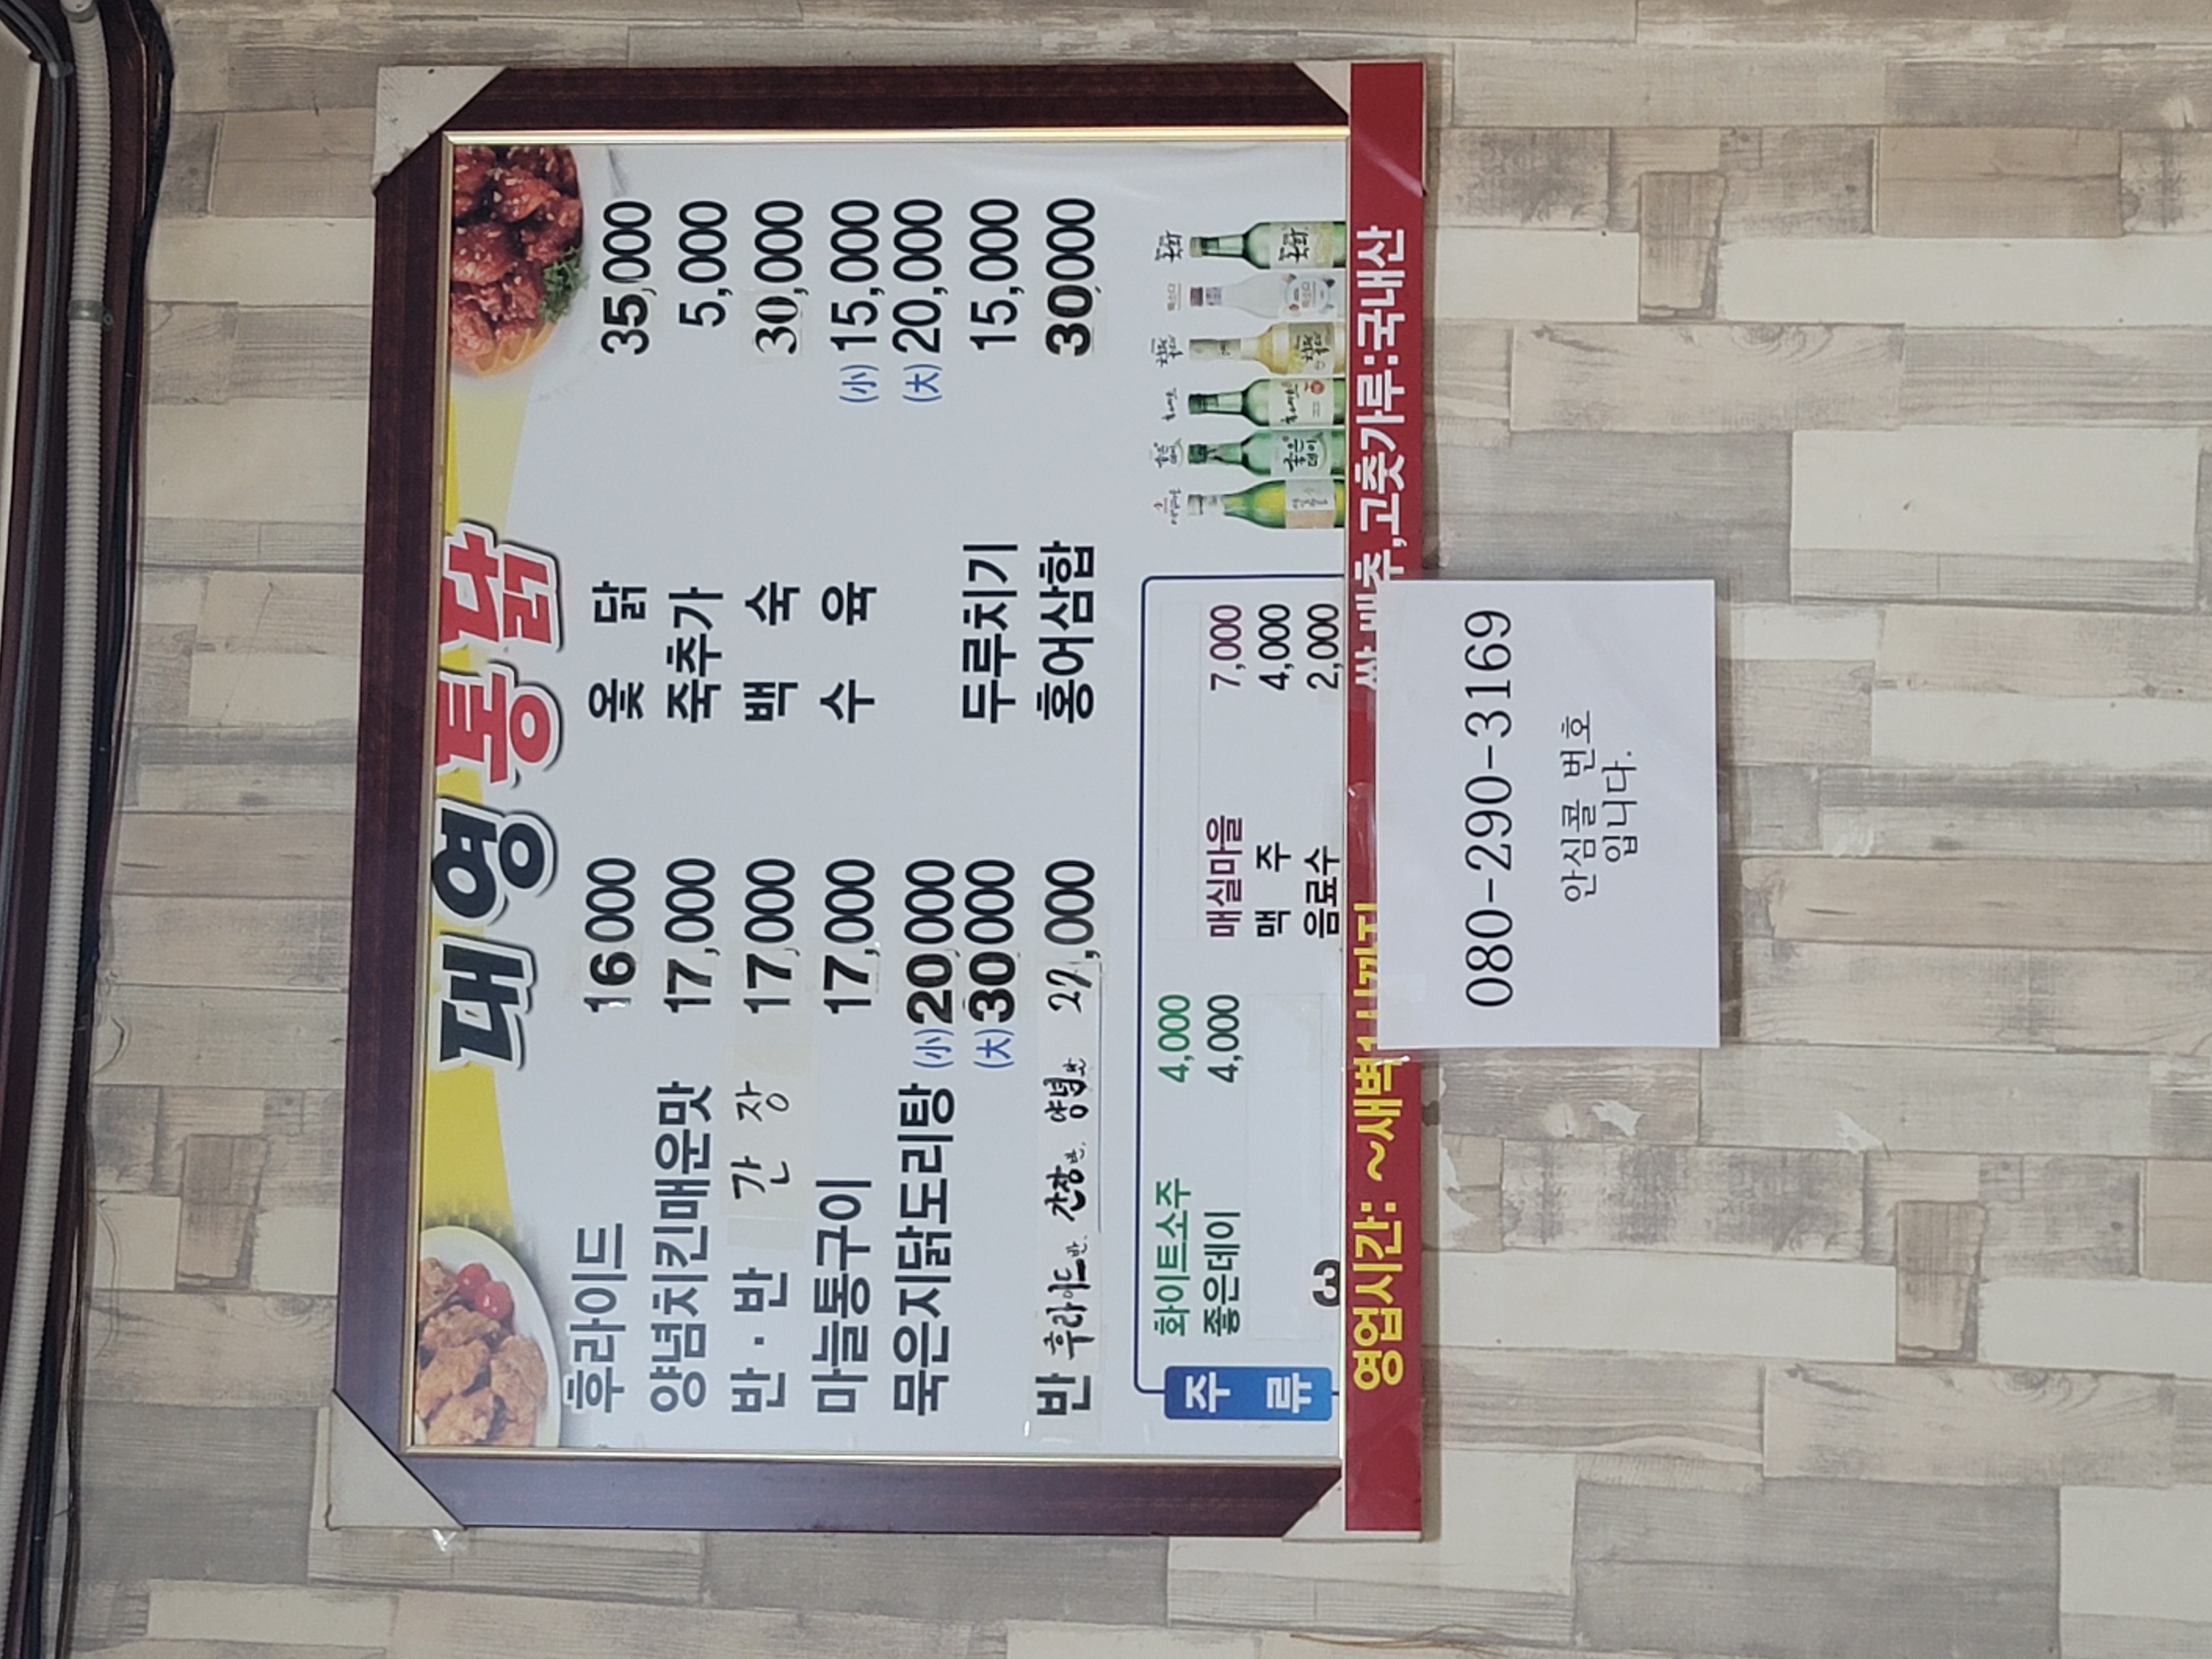 대영통닭
후라이드 16,000
양념치킨매운맛 17,000
반·반 간장 17,000
마늘통구이 17,000
묵은지닭도리탕 (小)20,000
(大)30,000
반 후라이드반. 간장반. 양념반
옻 닭 35,000
죽추가 5,000
백 숙 30,000
수 육 (小)15,000
(大)20,000
두루치기 15,000
홍어삼합 30,000
주류
화이트소주 4,000
좋은데이 4,000
매실마을 7,000
맥 주 4,000
음료수 2,000
영업시간: ~새벽1시까지
쌀,배추,고춧가루:국내산
080-290-3169
안심콜 번호
입니다.